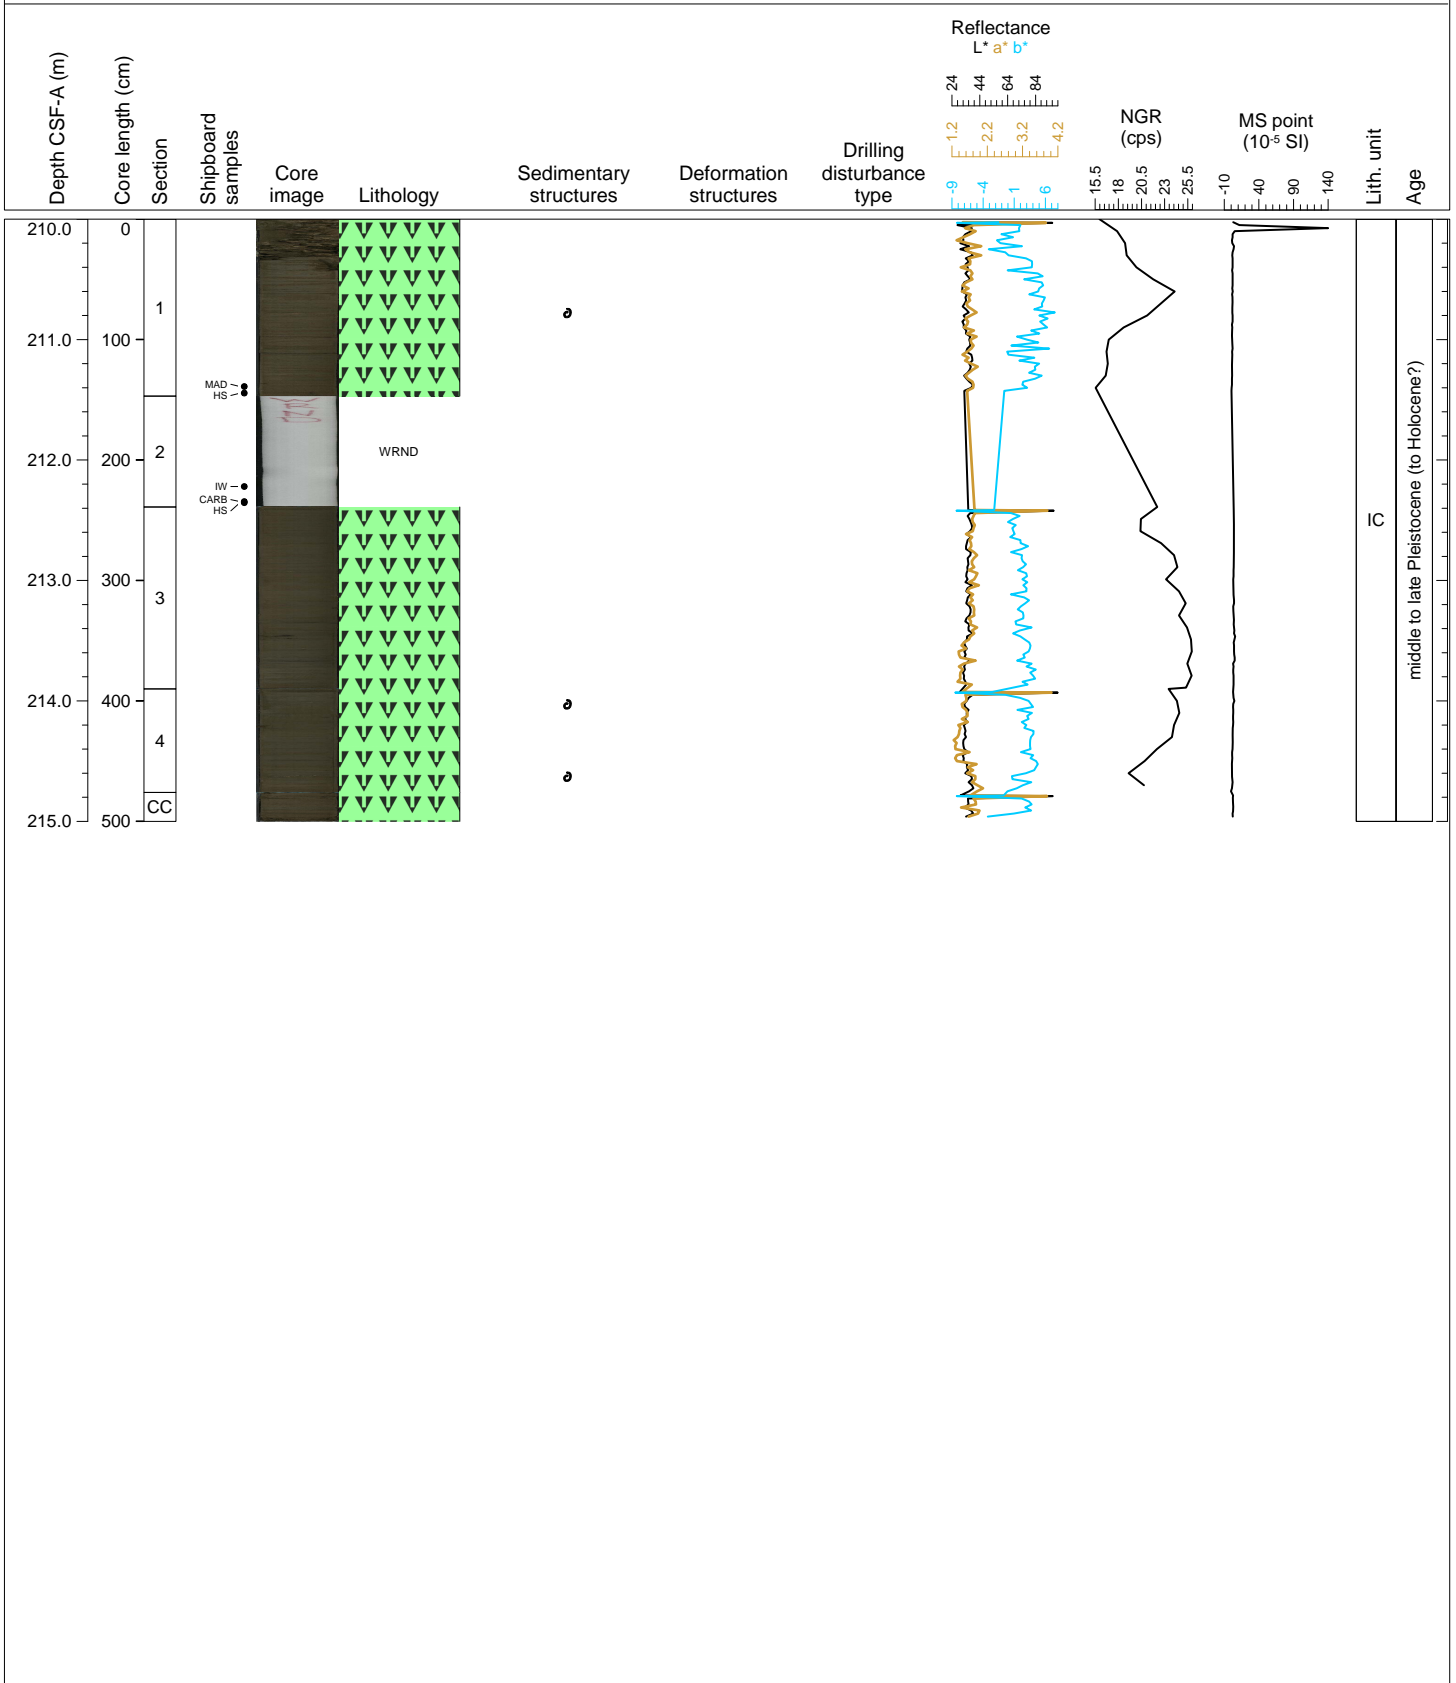 Depth CSF-A (m)
Core length (cm)
Section
Shipboard
samples
Core
image
Lithology
Sedimentary
structures
Deformation
structures
Drilling
disturbance
type
Reflectance
L* a* b*
24 44 64 84
1.2 2.2 3.2 4.2
-9 -4 1 6
NGR
(cps)
15.5 18 20.5 23 25.5
MS point
(10-5 SI)
-10 40 90 140
Lith. unit
Age
210.0 0
1
211.0 100
MAD
HS
2
WRND
212.0 200
IW
CARB
HS
IC
213.0 300
3
214.0 400
4
CC
215.0 500
middle to late Pleistocene (to Holocene?)